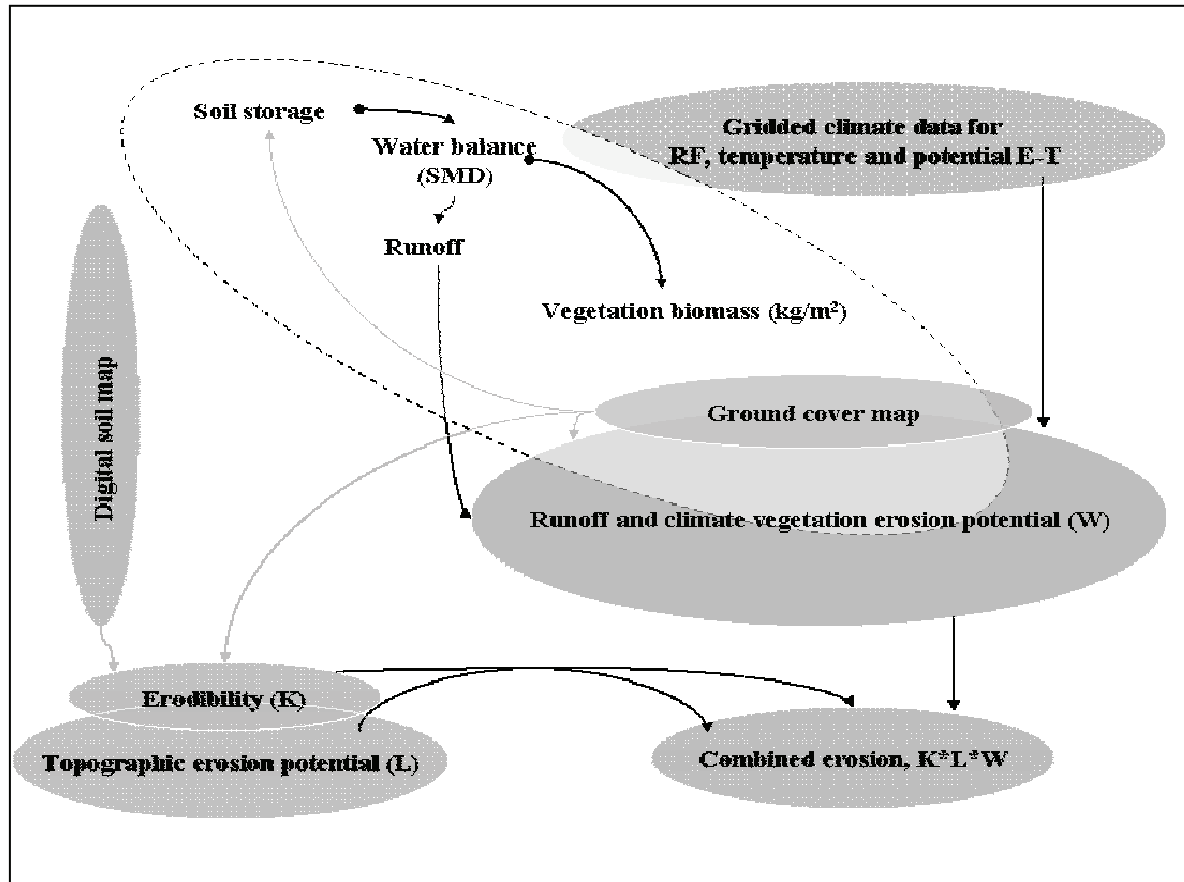 Soil storage
Water balance
(SMD)
Runoff
Gridded climate data for
RF, temperature and potential E-T
Vegetation biomass (kg/m²)
Digital soil map
Ground cover map
Runoff and climate vegetation erosion potential (W)
Erodibility (K)
Topographic erosion potential (L)
Combined erosion, K*L*W